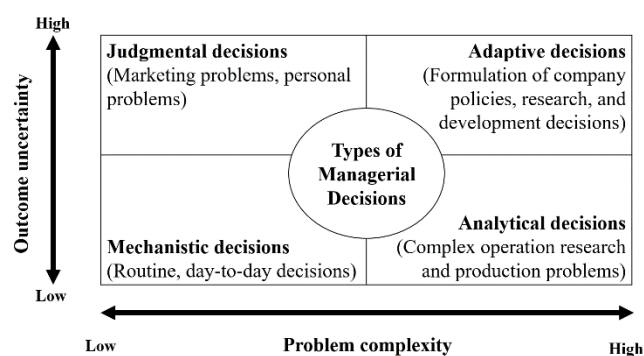 High
Outcome uncertainty
Low
Judgmental decisions
(Marketing problems, personal
problems)
Adaptive decisions
(Formulation of company
policies, research, and
development decisions)
Types of
Managerial
Decisions
Mechanistic decisions
(Routine, day-to-day decisions)
Analytical decisions
(Complex operation research
and production problems)
Low
Problem complexity
High